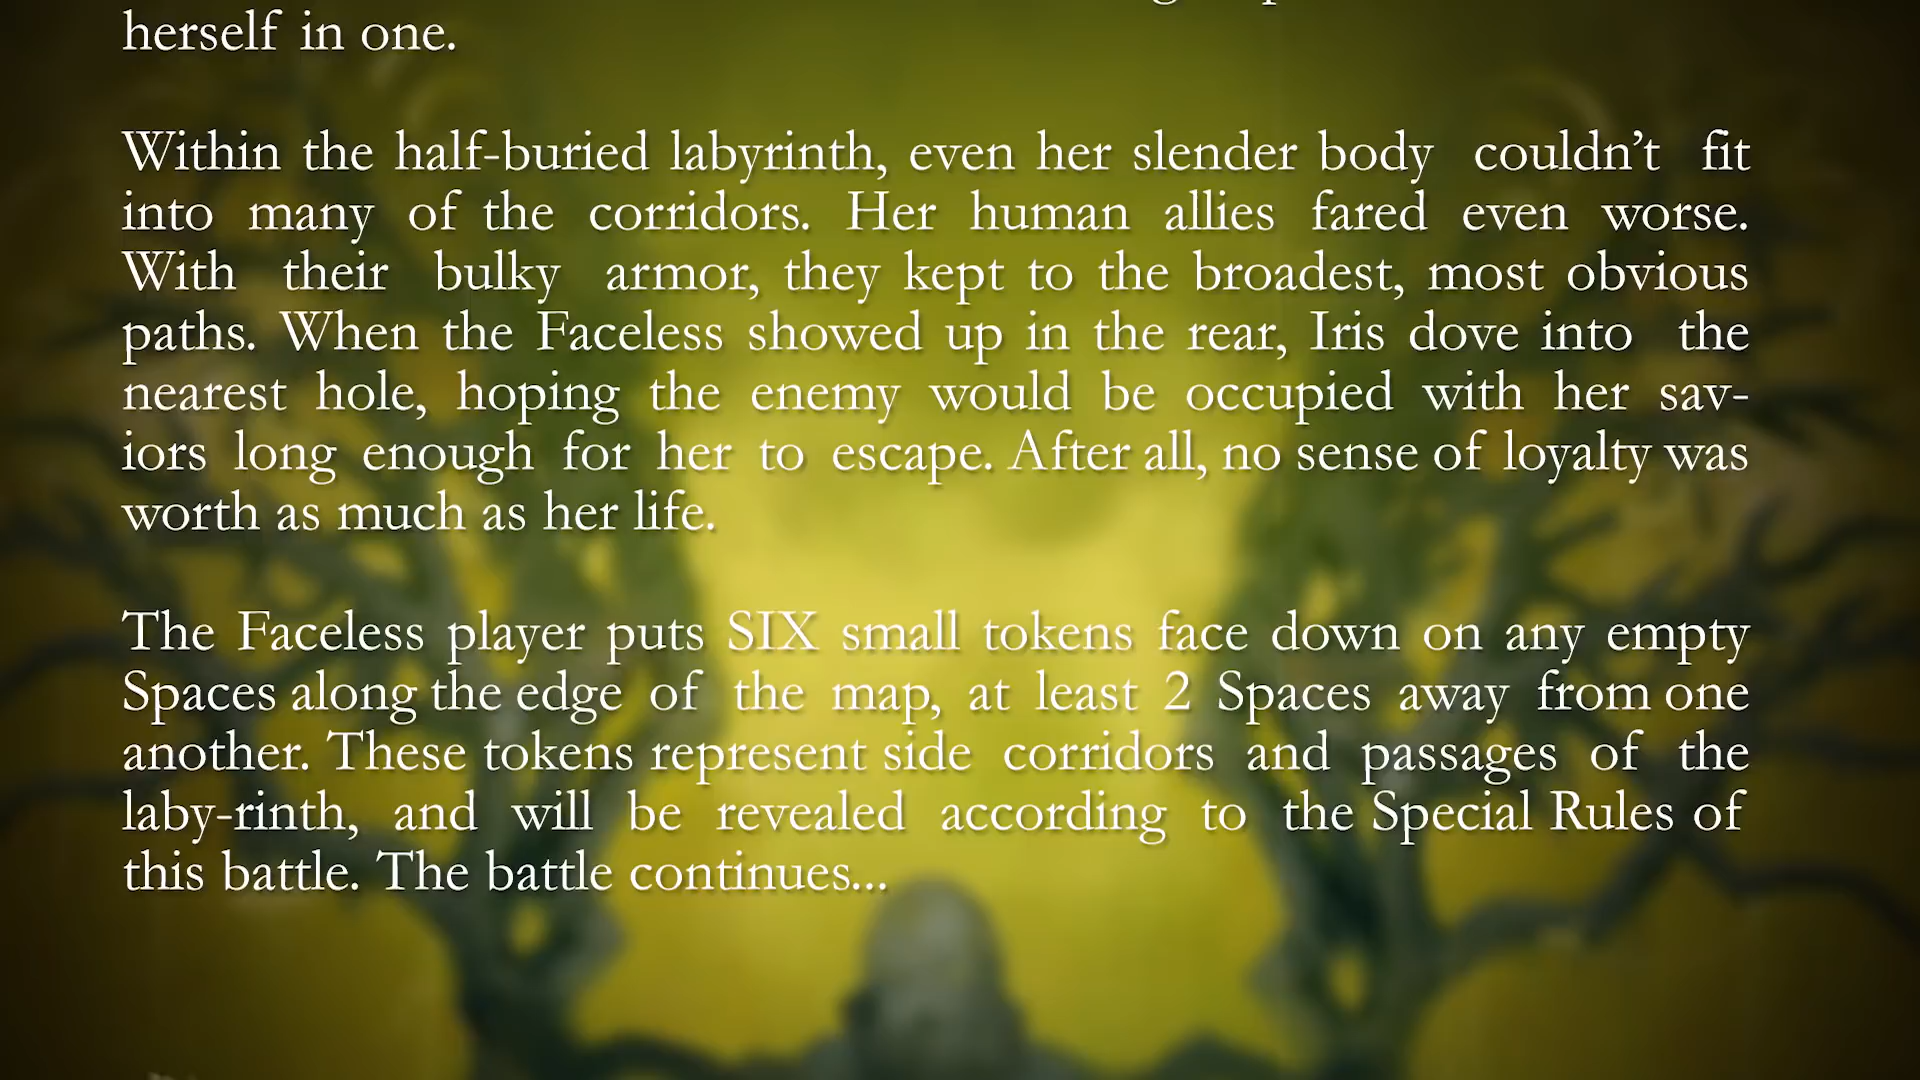 herself in one.
Within the half-buried labyrinth, even her slender body couldn’t fit
into many of the corridors. Her human allies fared even worse.
With their bulky armor, they kept to the broadest, most obvious
paths. When the Faceless showed up in the rear, Iris dove into the
nearest hole, hoping the enemy would be occupied with her sav-
iors long enough for her to escape. After all, no sense of loyalty was
worth as much as her life.
The Faceless player puts SIX small tokens face down on any empty
Spaces along the edge of the map, at least 2 Spaces away from one
another. These tokens represent side corridors and passages of the
laby-rinth, and will be revealed according to the Special Rules of
this battle. The battle continues...